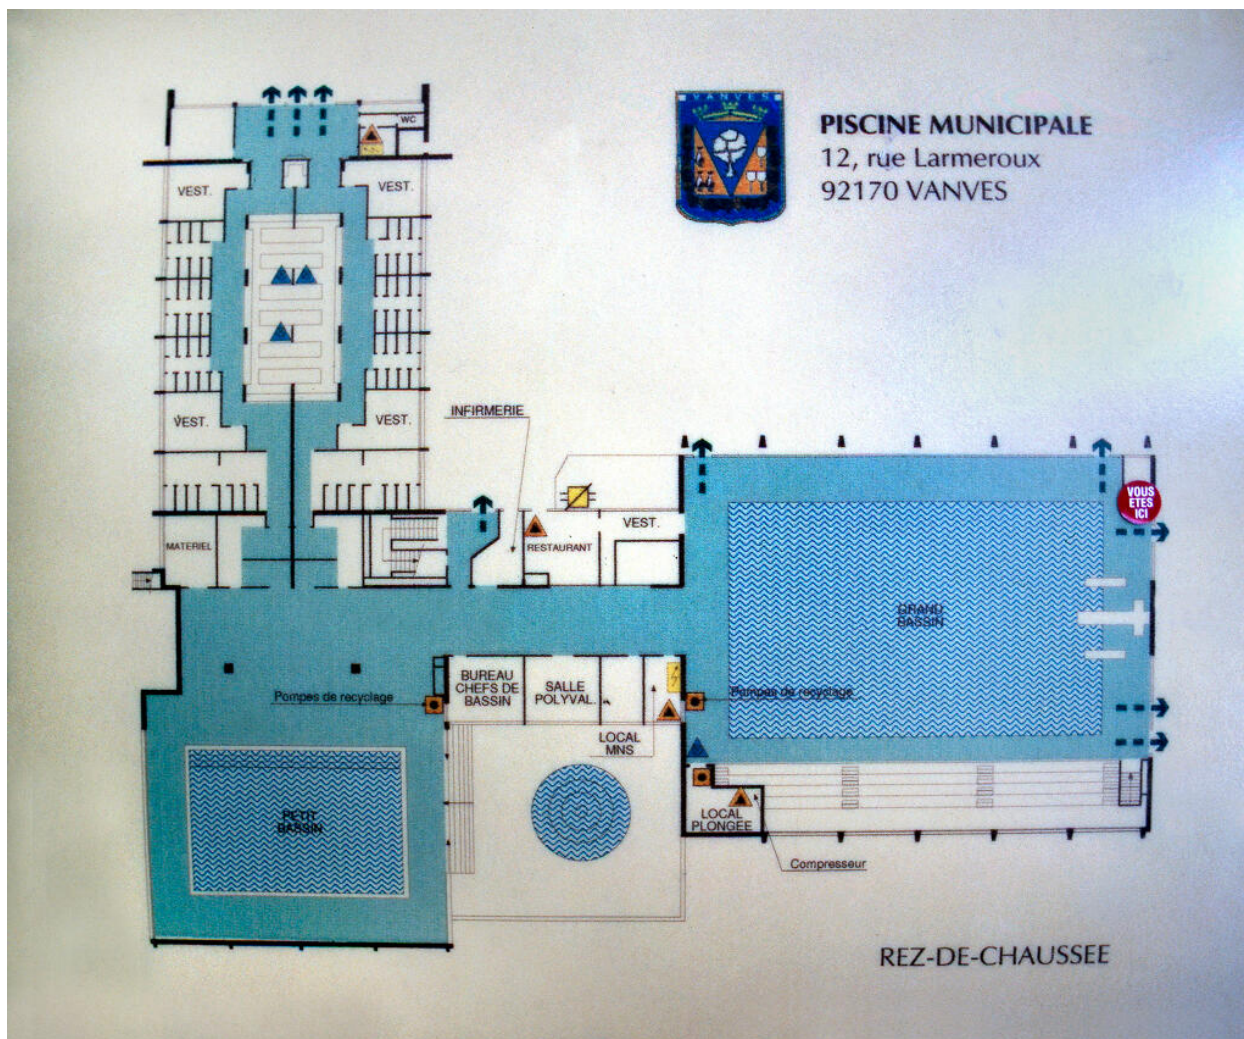 VANVES
PISCINE MUNICIPALE
12, rue Larmeroux
92170 VANVES
WC
VEST.
VEST.
VEST.
VEST.
INFIRMERIE
VOUS
ETES
ICI
VEST.
MATERIEL
RESTAURANT
GRAND
BASSIN
BUREAU
CHEFS DE
BASSIN
SALLE
POLYVAL.
Pompes de recyclage
Pompes de recyclage
LOCAL
MNS
PETIT
BASSIN
LOCAL
PLONGEE
Compresseur
REZ-DE-CHAUSSEE